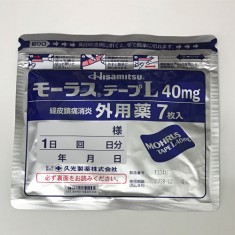 Hisamitsu
モーラステープL40mg
経皮鎮痛消炎
外用薬 7枚入
様
1日 回 日分
年 月 日
久光製薬株式会社
必ず裏面をお読みください。
MOHRUS
TAPE L40mg